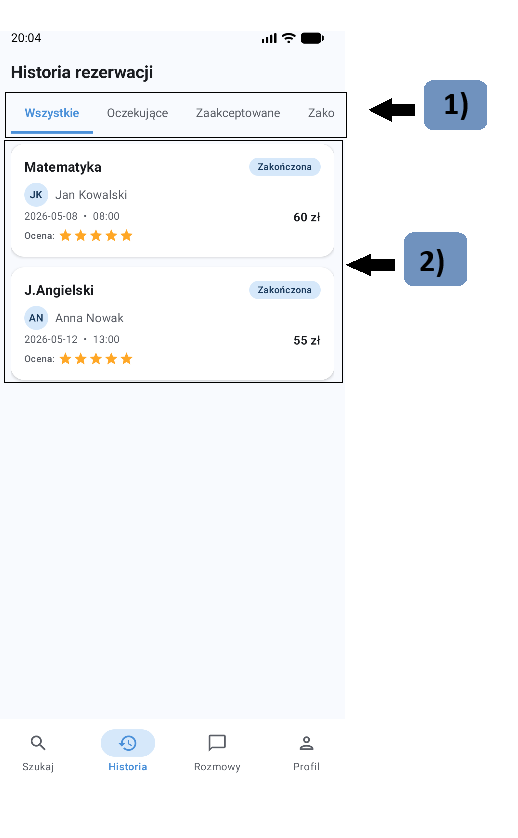 20:04
Historia rezerwacji
Wszystkie Oczekujące Zaakceptowane Zako
1)
Matematyka Zakończona
JK Jan Kowalski
2026-05-08 • 08:00 60 zł
Ocena:
2)
J.Angielski Zakończona
AN Anna Nowak
2026-05-12 • 13:00 55 zł
Ocena:
Szukaj Historia Rozmowy Profil